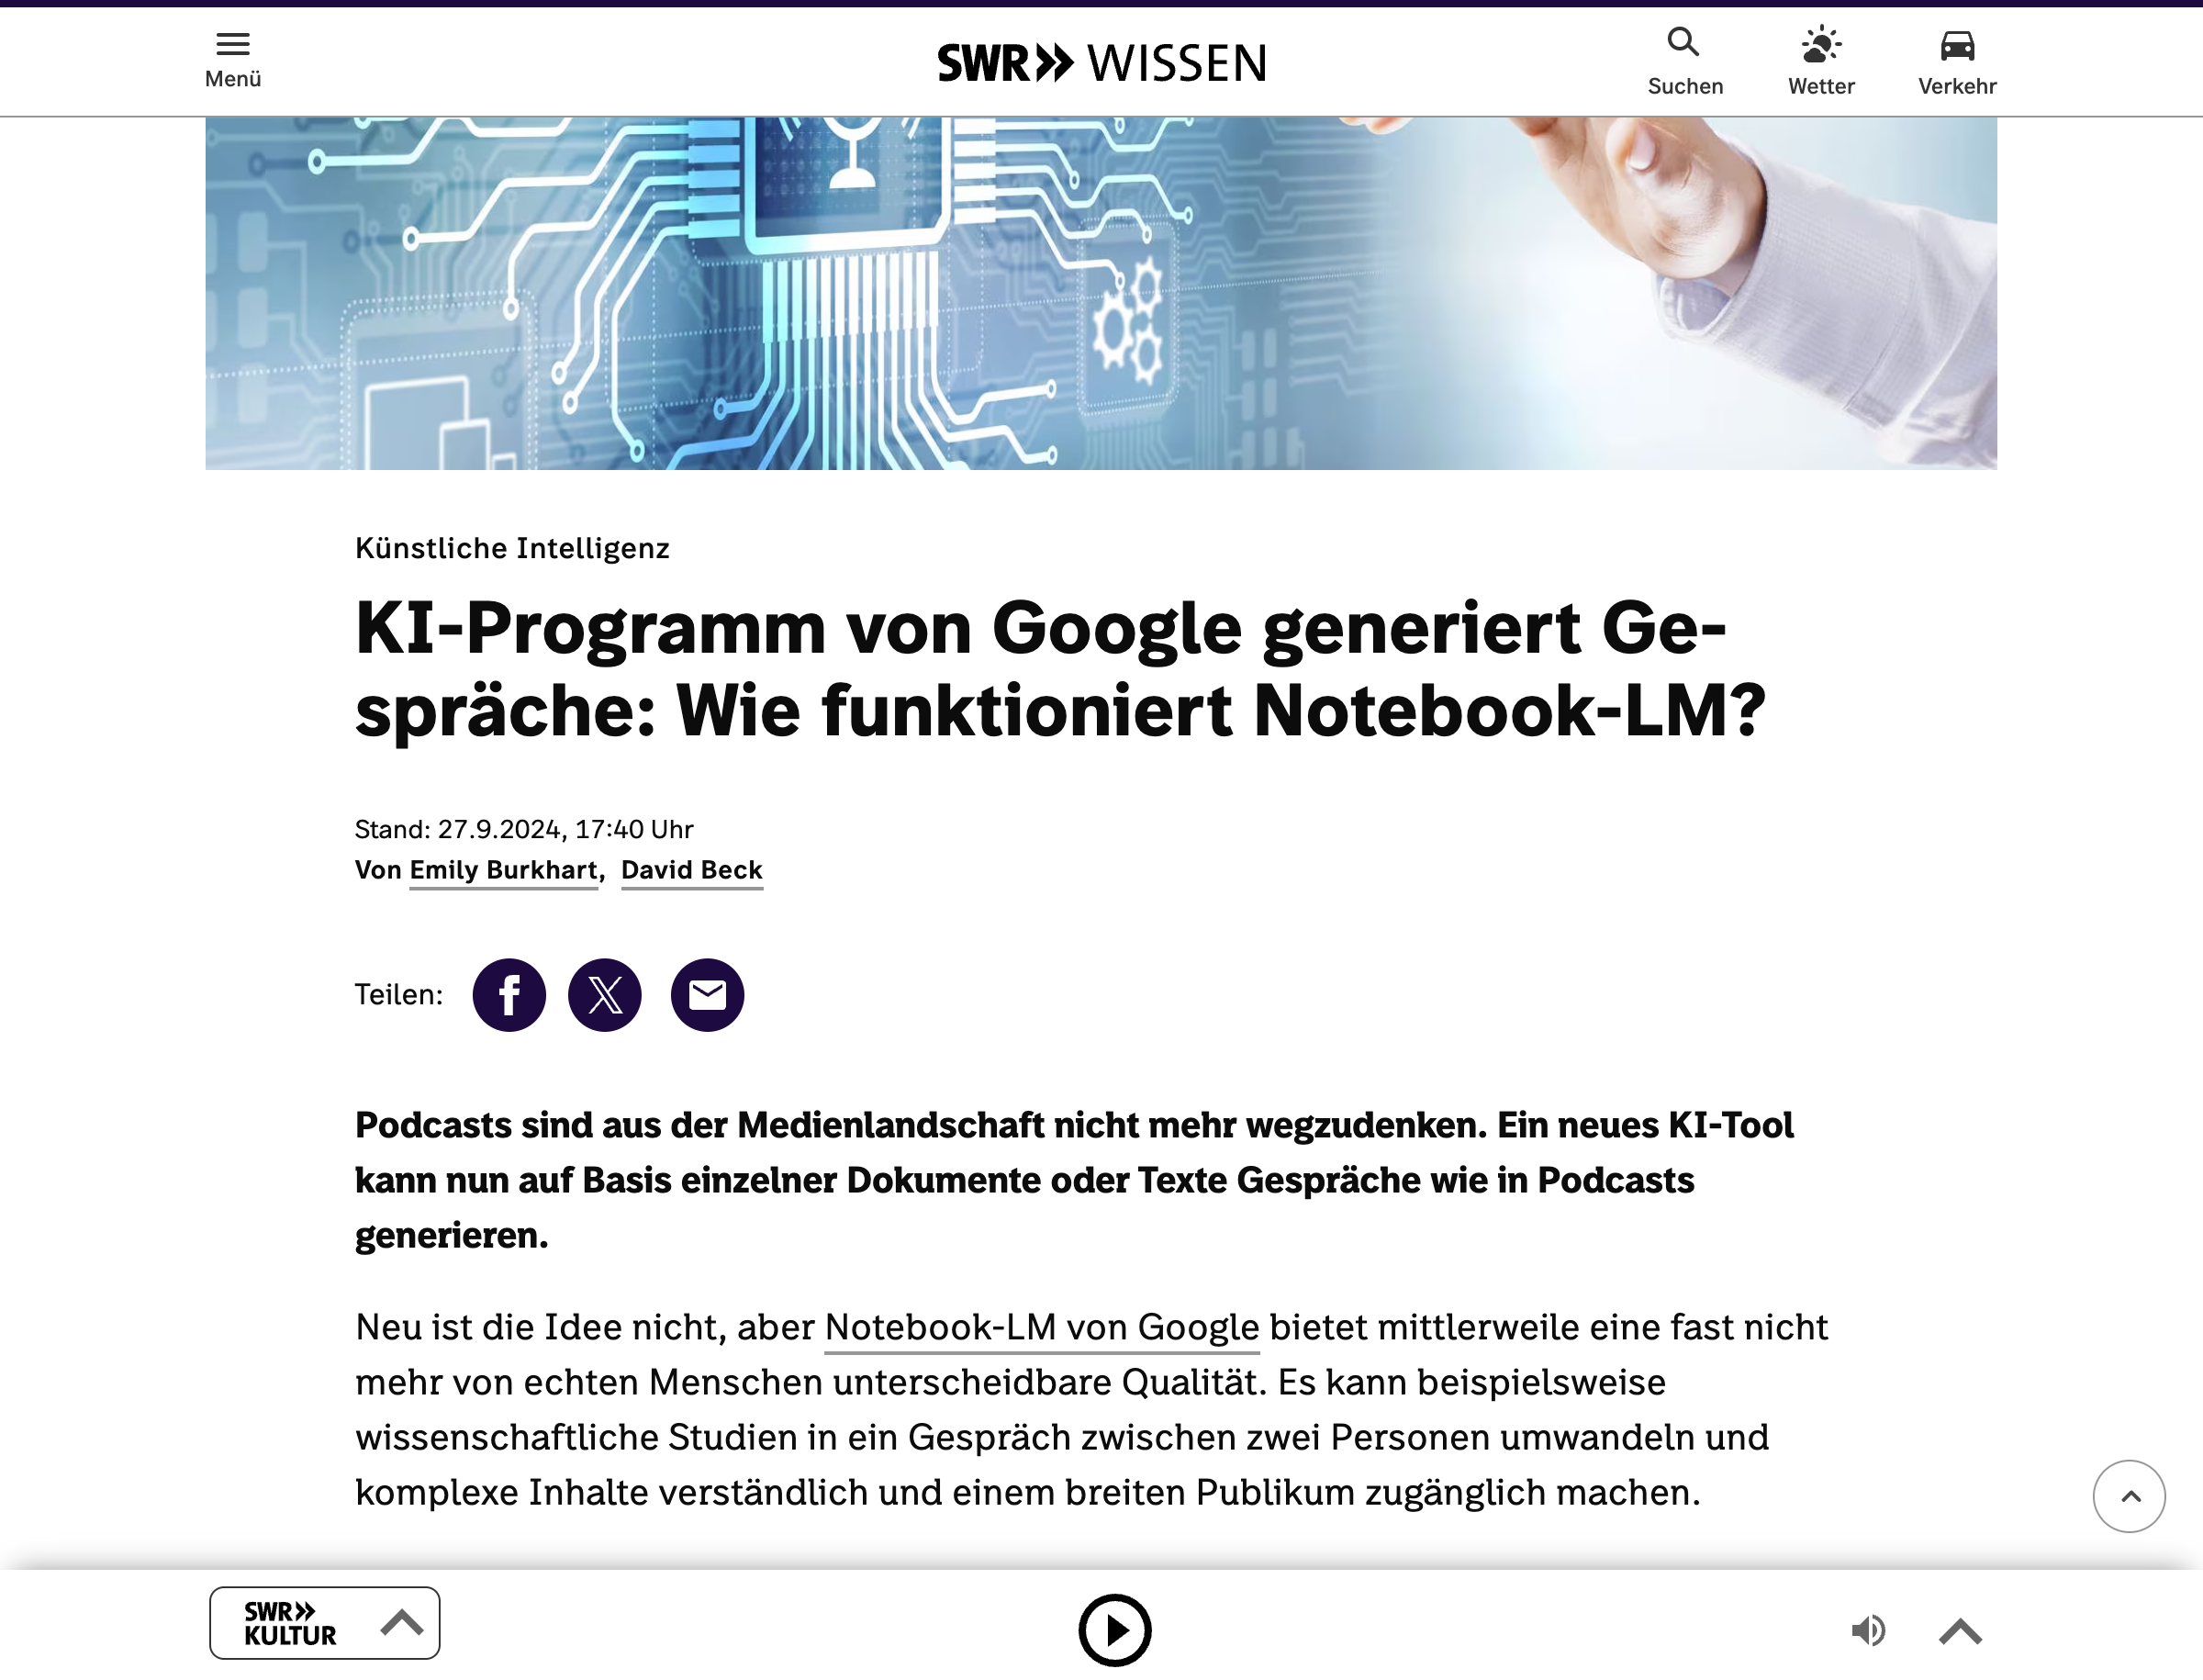 Menü
SWR» WISSEN
Suchen
Wetter
Verkehr
Künstliche Intelligenz
KI-Programm von Google generiert Ge-
spräche: Wie funktioniert Notebook-LM?
Stand: 27.9.2024, 17:40 Uhr
Von Emily Burkhart, David Beck
Teilen:
Podcasts sind aus der Medienlandschaft nicht mehr wegzudenken. Ein neues KI-Tool
kann nun auf Basis einzelner Dokumente oder Texte Gespräche wie in Podcasts
generieren.
Neu ist die Idee nicht, aber Notebook-LM von Google bietet mittlerweile eine fast nicht
mehr von echten Menschen unterscheidbare Qualität. Es kann beispielsweise
wissenschaftliche Studien in ein Gespräch zwischen zwei Personen umwandeln und
komplexe Inhalte verständlich und einem breiten Publikum zugänglich machen.
SWR»
KULTUR